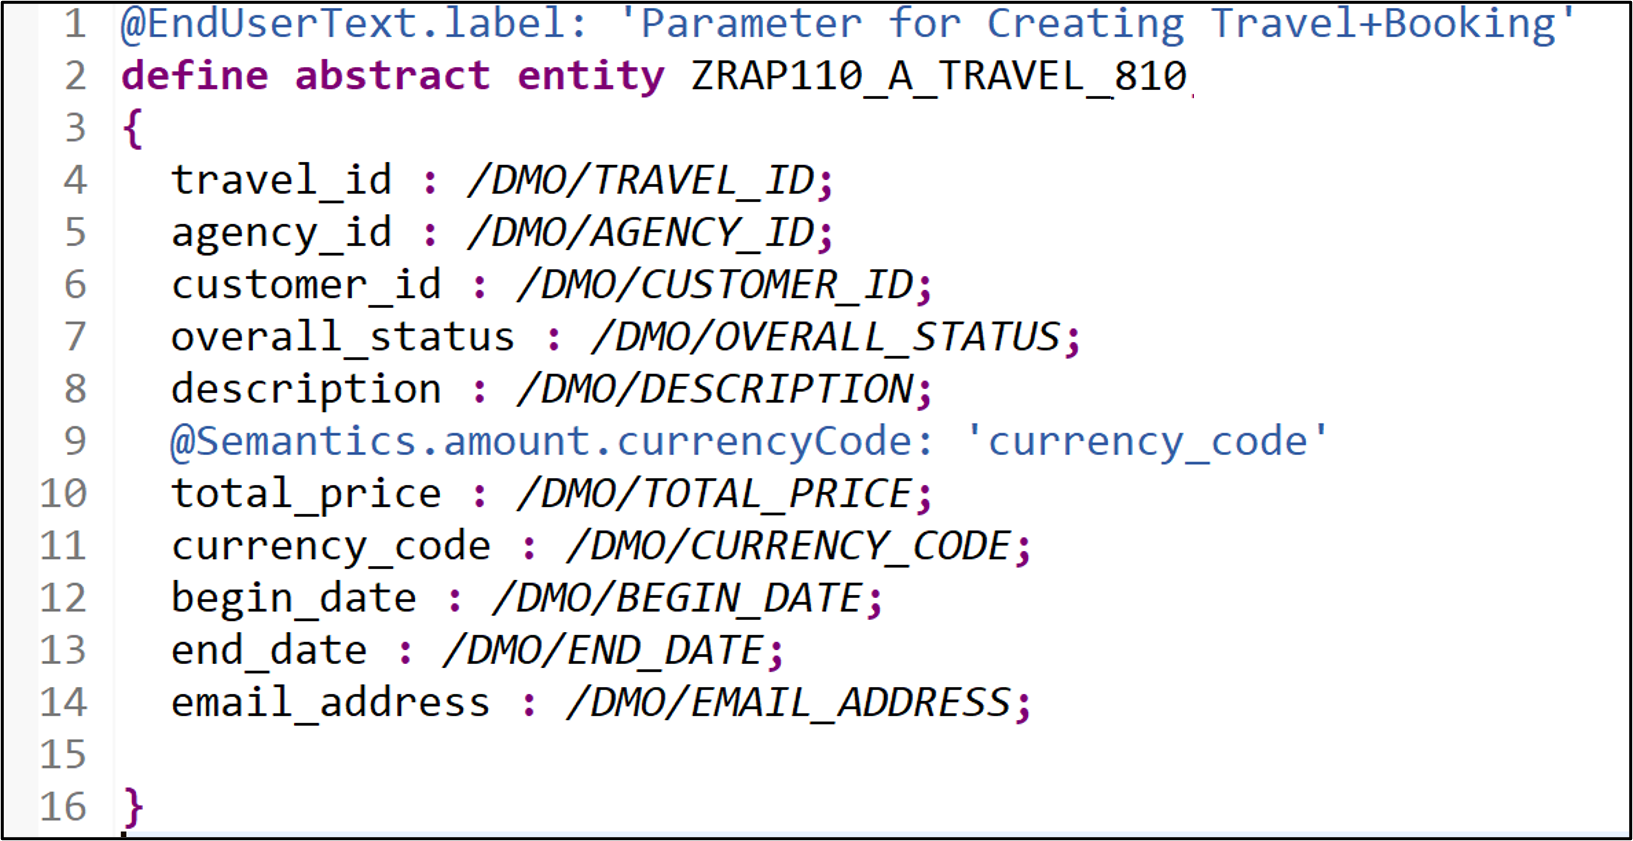 1 @EndUserText.label: 'Parameter for Creating Travel+Booking'
2 define abstract entity ZRAP110_A_TRAVEL_810
3 {
4 travel_id : /DMO/TRAVEL_ID;
5 agency_id : /DMO/AGENCY_ID;
6 customer_id : /DMO/CUSTOMER_ID;
7 overall_status : /DMO/OVERALL_STATUS;
8 description : /DMO/DESCRIPTION;
9 @Semantics.amount.currencyCode: 'currency_code'
10 total_price : /DMO/TOTAL_PRICE;
11 currency_code : /DMO/CURRENCY_CODE;
12 begin_date : /DMO/BEGIN_DATE;
13 end_date : /DMO/END_DATE;
14 email_address : /DMO/EMAIL_ADDRESS;
15
16 }